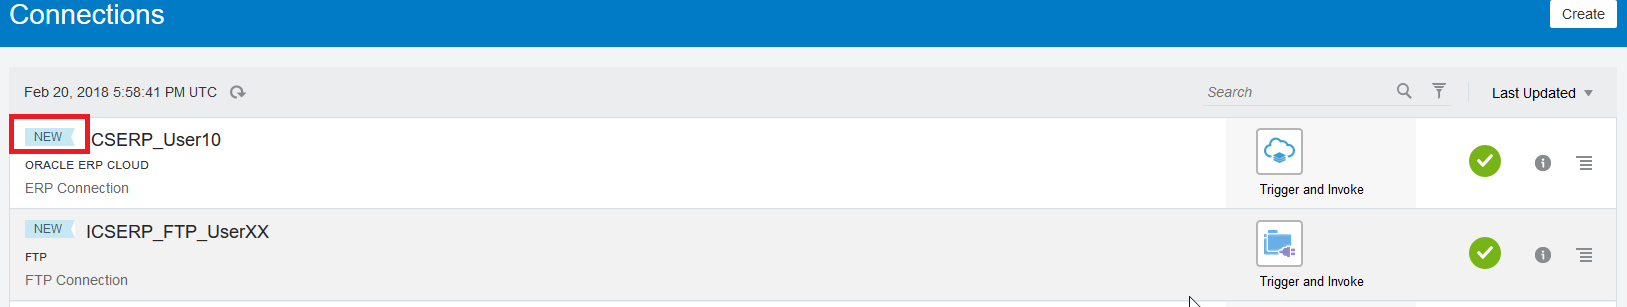 Connections
Create
Feb 20, 2018 5:58:41 PM UTC
Search
Last Updated
NEW
CSERP_User10
ORACLE ERP CLOUD
ERP Connection
Trigger and Invoke
NEW
ICSERP_FTP_UserXX
FTP
FTP Connection
Trigger and Invoke